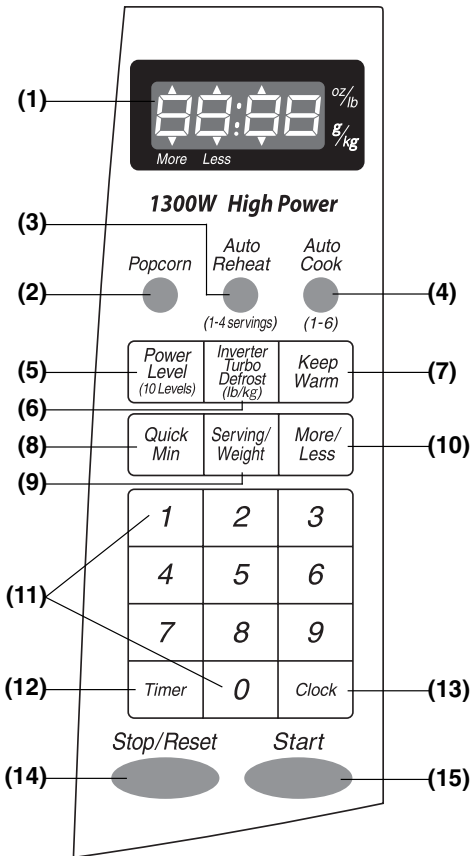 (1)
88:88
oz/lb
g/kg
More Less
1300W High Power
(3)
Popcorn
Auto
Reheat
Auto
Cook
(2)
(4)
(1-4 servings)
(1-6)
(5)
Power
Level
(10 Levels)
Inverter
Turbo
Defrost
(lb/kg)
Keep
Warm
(7)
(6)
(8)
Quick
Min
Serving/
Weight
More/
Less
(10)
(9)
1 2 3
4 5 6
(11)
7 8 9
(12)
Timer 0 Clock
(13)
Stop/Reset Start
(14)
(15)